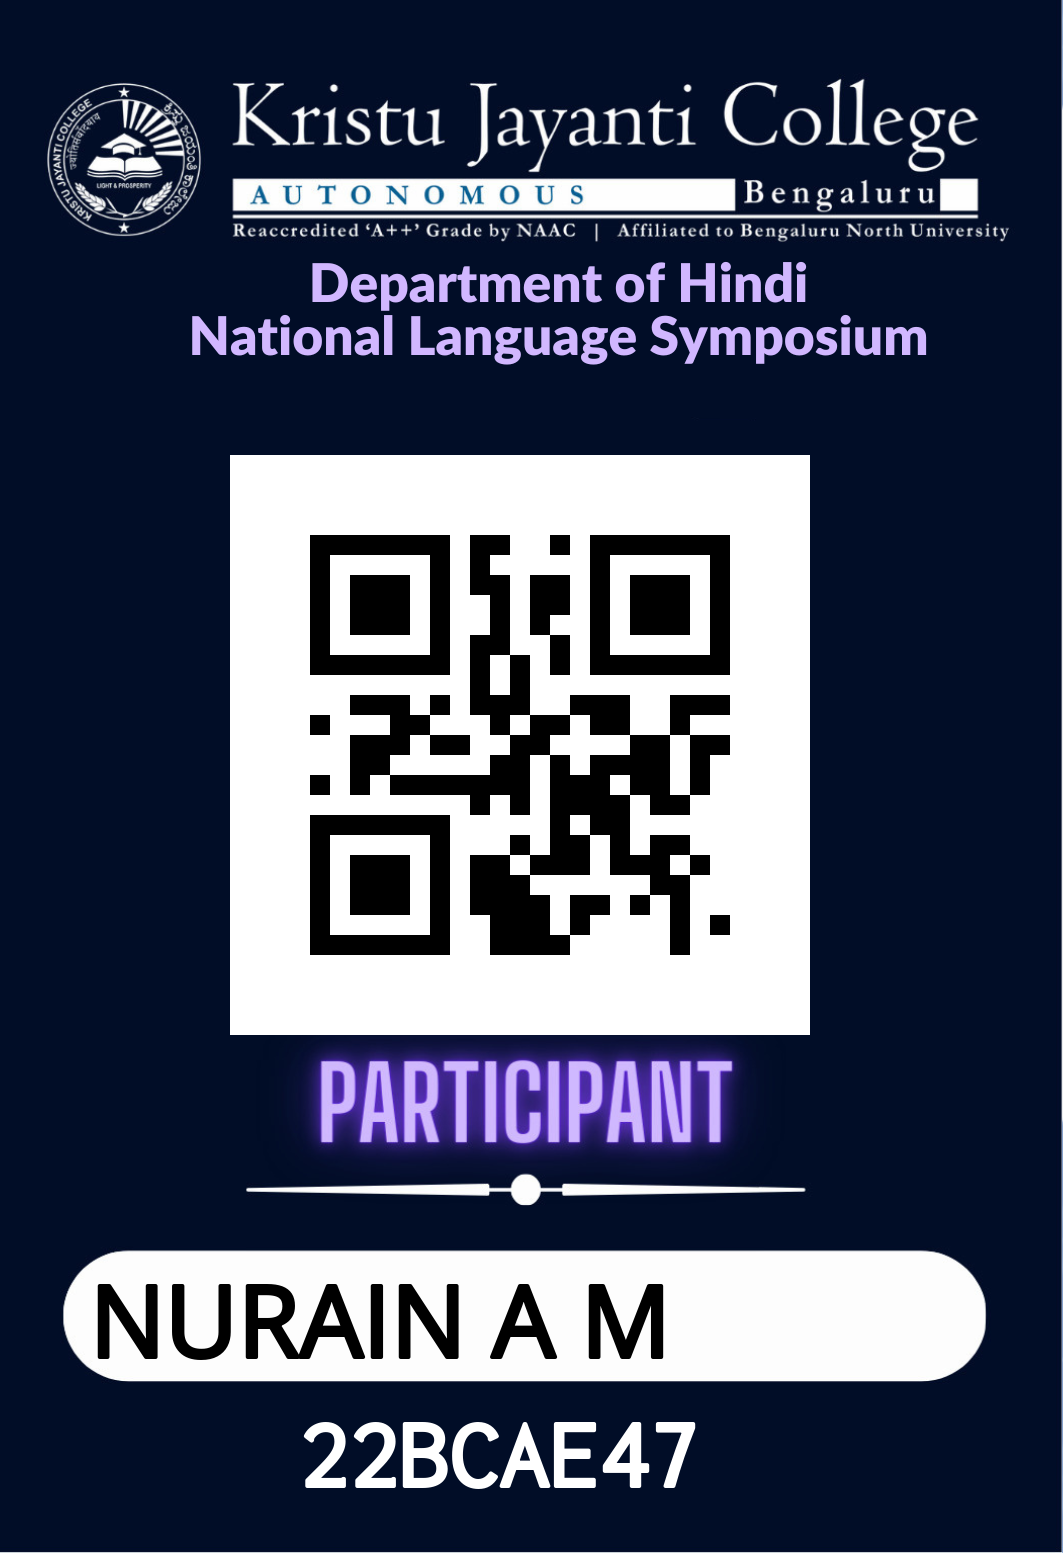 Kristu Jayanti College
AUTONOMOUS Bengaluru
Reaccredited ‘A++’ Grade by NAAC | Affiliated to Bengaluru North University
KRISTU JAYANTI COLLEGE
LIGHT & PROSPERITY
Department of Hindi
National Language Symposium
PARTICIPANT
NURAIN A M
22BCAE47